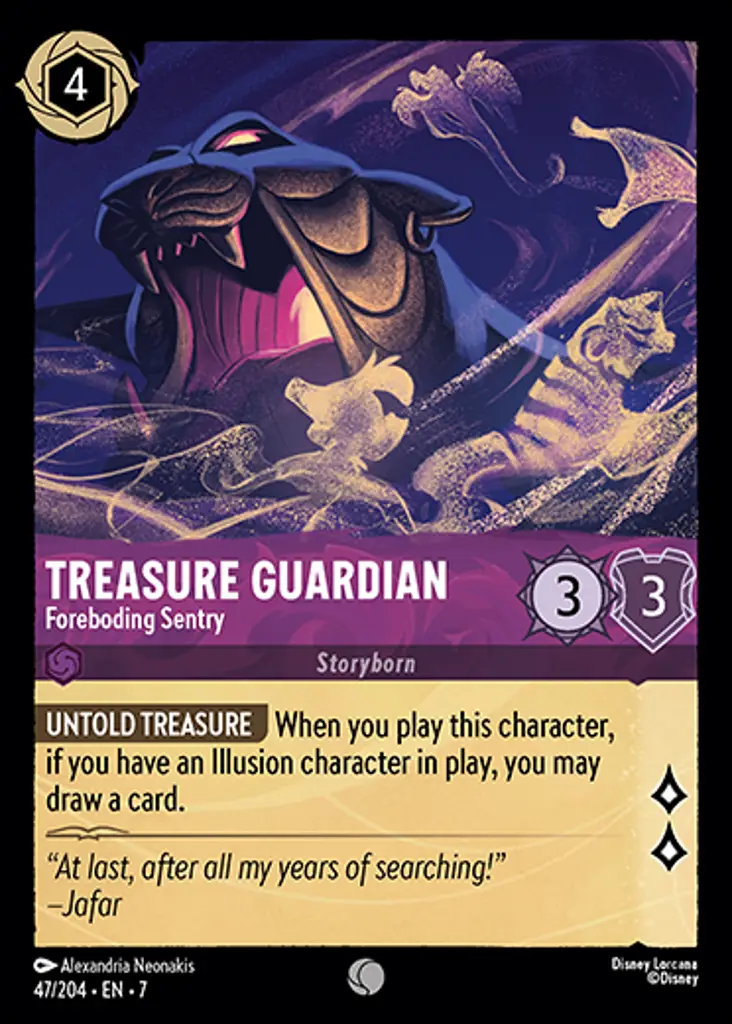 4
TREASURE GUARDIAN
Foreboding Sentry
3
3
Storyborn
UNTOLD TREASURE When you play this character,
if you have an Illusion character in play, you may
draw a card.
“At last, after all my years of searching!”
–Jafar
Alexandria Neonakis
47/204 • EN • 7
Disney Lorcana
©Disney